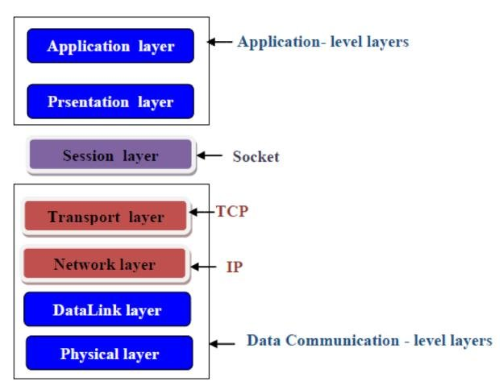 Application layer
Application- level layers
Prsentation layer
Session layer
Socket
Transport layer
TCP
Network layer
IP
DataLink layer
Physical layer
Data Communication - level layers